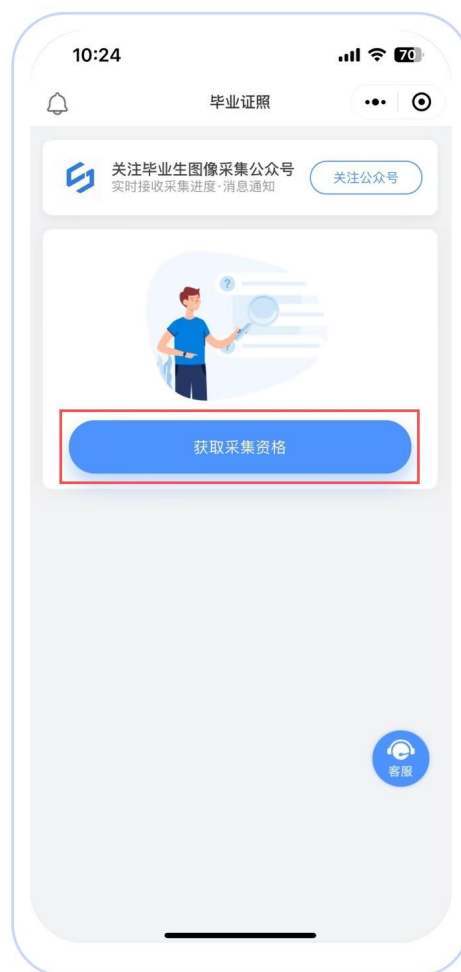 10:24
70
毕业证照
关注毕业生图像采集公众号
实时接收采集进度·消息通知
关注公众号
?
?
获取采集资格
客服